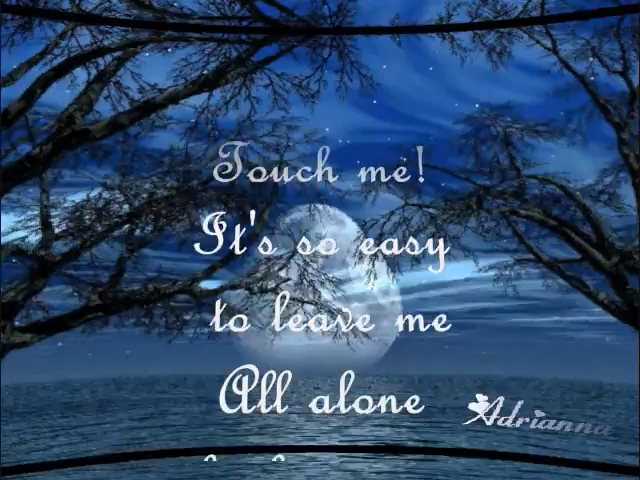 Touch me!
It's so easy
to leave me
All alone
Adrianna